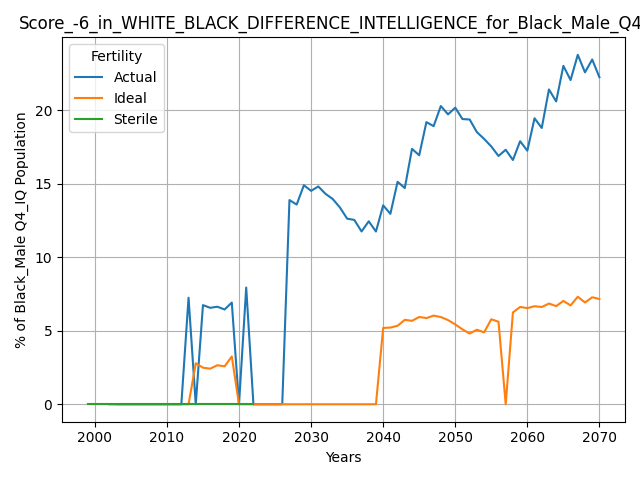 Score_-6_in_WHITE_BLACK_DIFFERENCE_INTELLIGENCE_for_Black_Male_Q4
Fertility
Actual
Ideal
Sterile
% of Black_Male Q4_IQ Population
20
15
10
5
0
2000 2010 2020 2030 2040 2050 2060 2070
Years